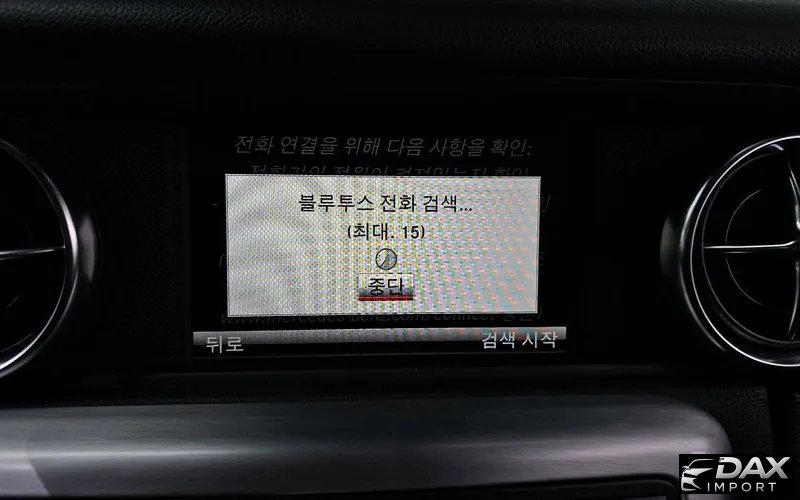 전화 연결을 위해 다음 사항을 확인:
블루투스 전화 검색...
(최대. 15)
중단
뒤로
검색 시작
DAX
IMPORT